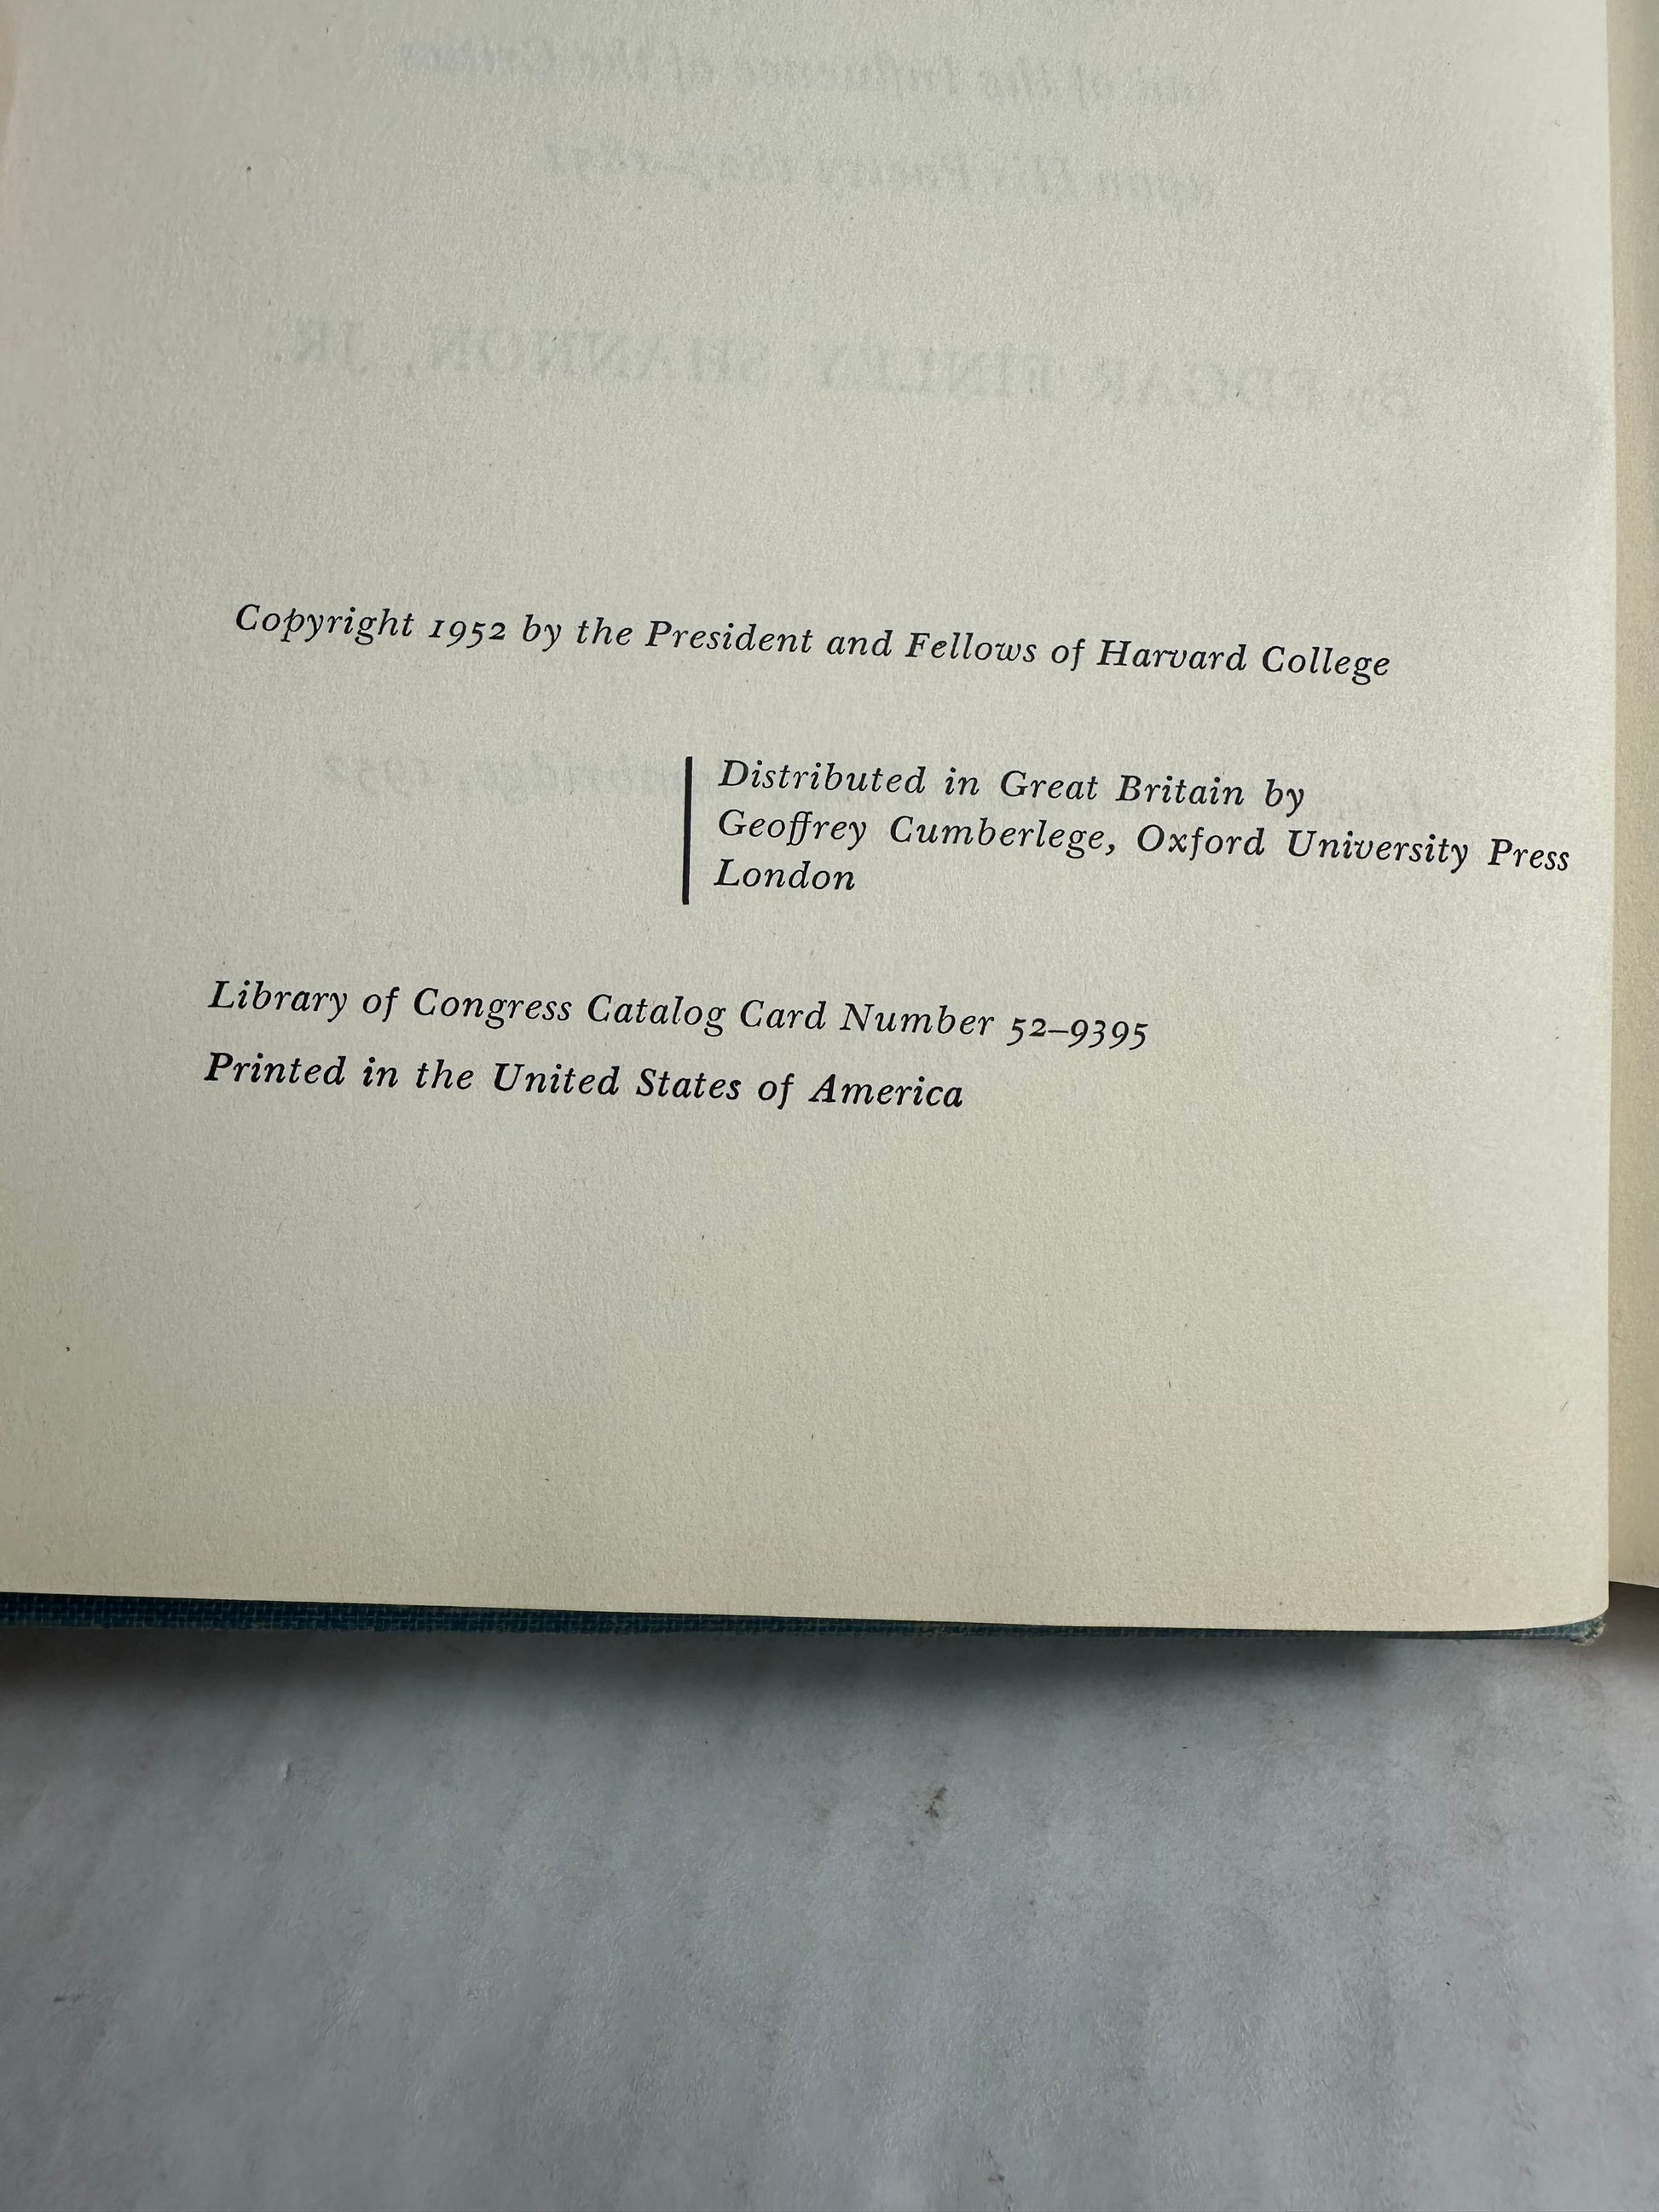 Copyright 1952 by the President and Fellows of Harvard College
Distributed in Great Britain by
Geoffrey Cumberlege, Oxford University Press
London
Library of Congress Catalog Card Number 52–9395
Printed in the United States of America